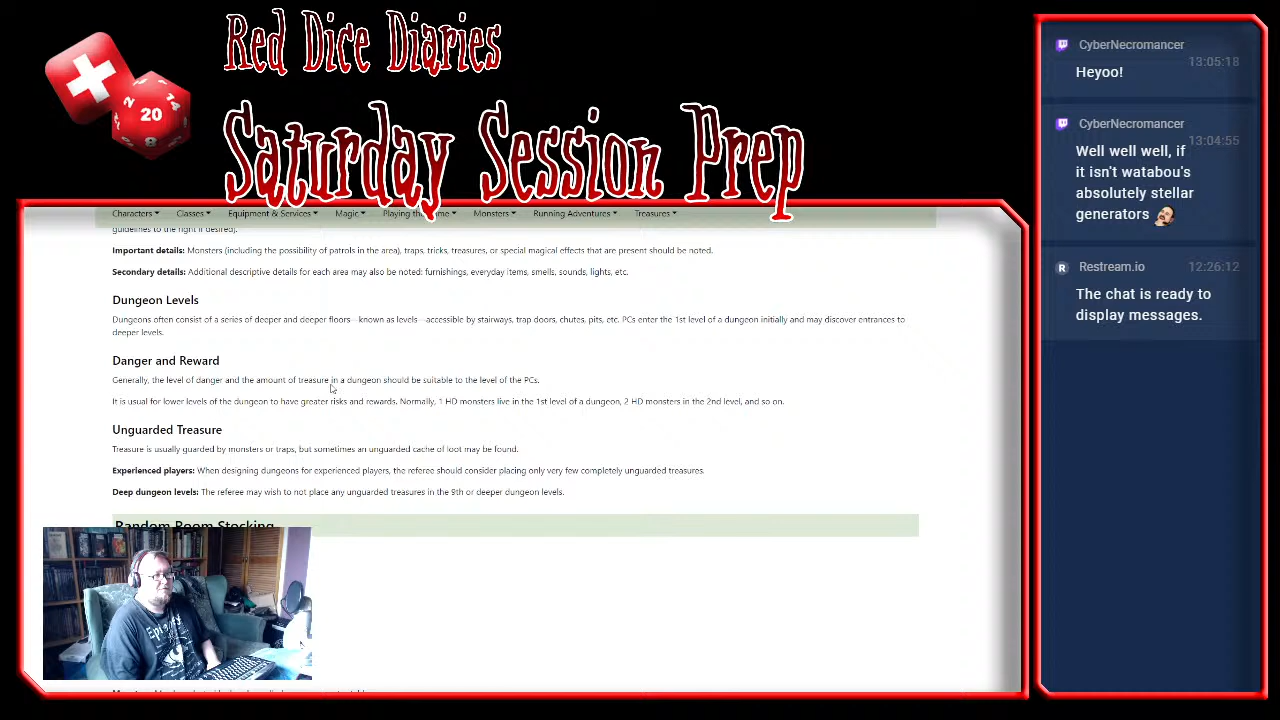 Red Dice Diaries
Saturday Session Prep
20
14
2
8
Characters
Classes
Equipment & Services
Magic
Playing the Game
Monsters
Running Adventures
Treasures
guidelines to the right if desired).
Important details: Monsters (including the possibility of patrols in the area), traps, tricks, treasures, or special magical effects that are present should be noted.
Secondary details: Additional descriptive details for each area may also be noted: furnishings, everyday items, smells, sounds, lights, etc.
Dungeon Levels
Dungeons often consist of a series of deeper and deeper floors—known as levels—accessible by stairways, trap doors, chutes, pits, etc. PCs enter the 1st level of a dungeon initially and may discover entrances to
deeper levels.
Danger and Reward
Generally, the level of danger and the amount of treasure in a dungeon should be suitable to the level of the PCs.
It is usual for lower levels of the dungeon to have greater risks and rewards. Normally, 1 HD monsters live in the 1st level of a dungeon, 2 HD monsters in the 2nd level, and so on.
Unguarded Treasure
Treasure is usually guarded by monsters or traps, but sometimes an unguarded cache of loot may be found.
Experienced players: When designing dungeons for experienced players, the referee should consider placing only very few completely unguarded treasures.
Deep dungeon levels: The referee may wish to not place any unguarded treasures in the 9th or deeper dungeon levels.
Random Room Stocking
CyberNecromancer
13:05:18
Heyoo!
CyberNecromancer
13:04:55
Well well well, if
it isn't watabou's
absolutely stellar
generators
Restream.io
12:26:12
The chat is ready to
display messages.